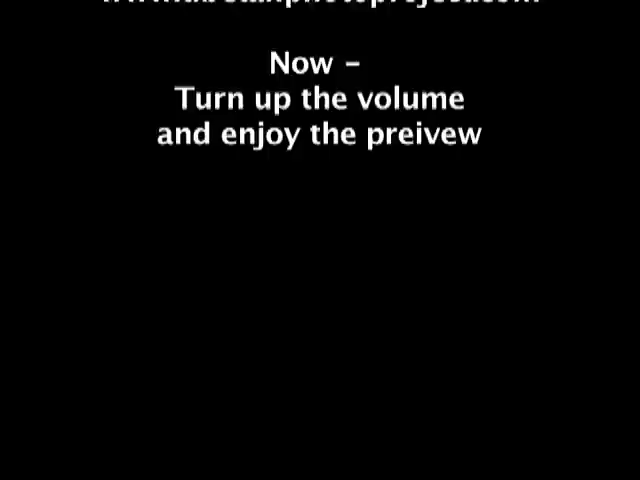 Now –
Turn up the volume
and enjoy the preivew